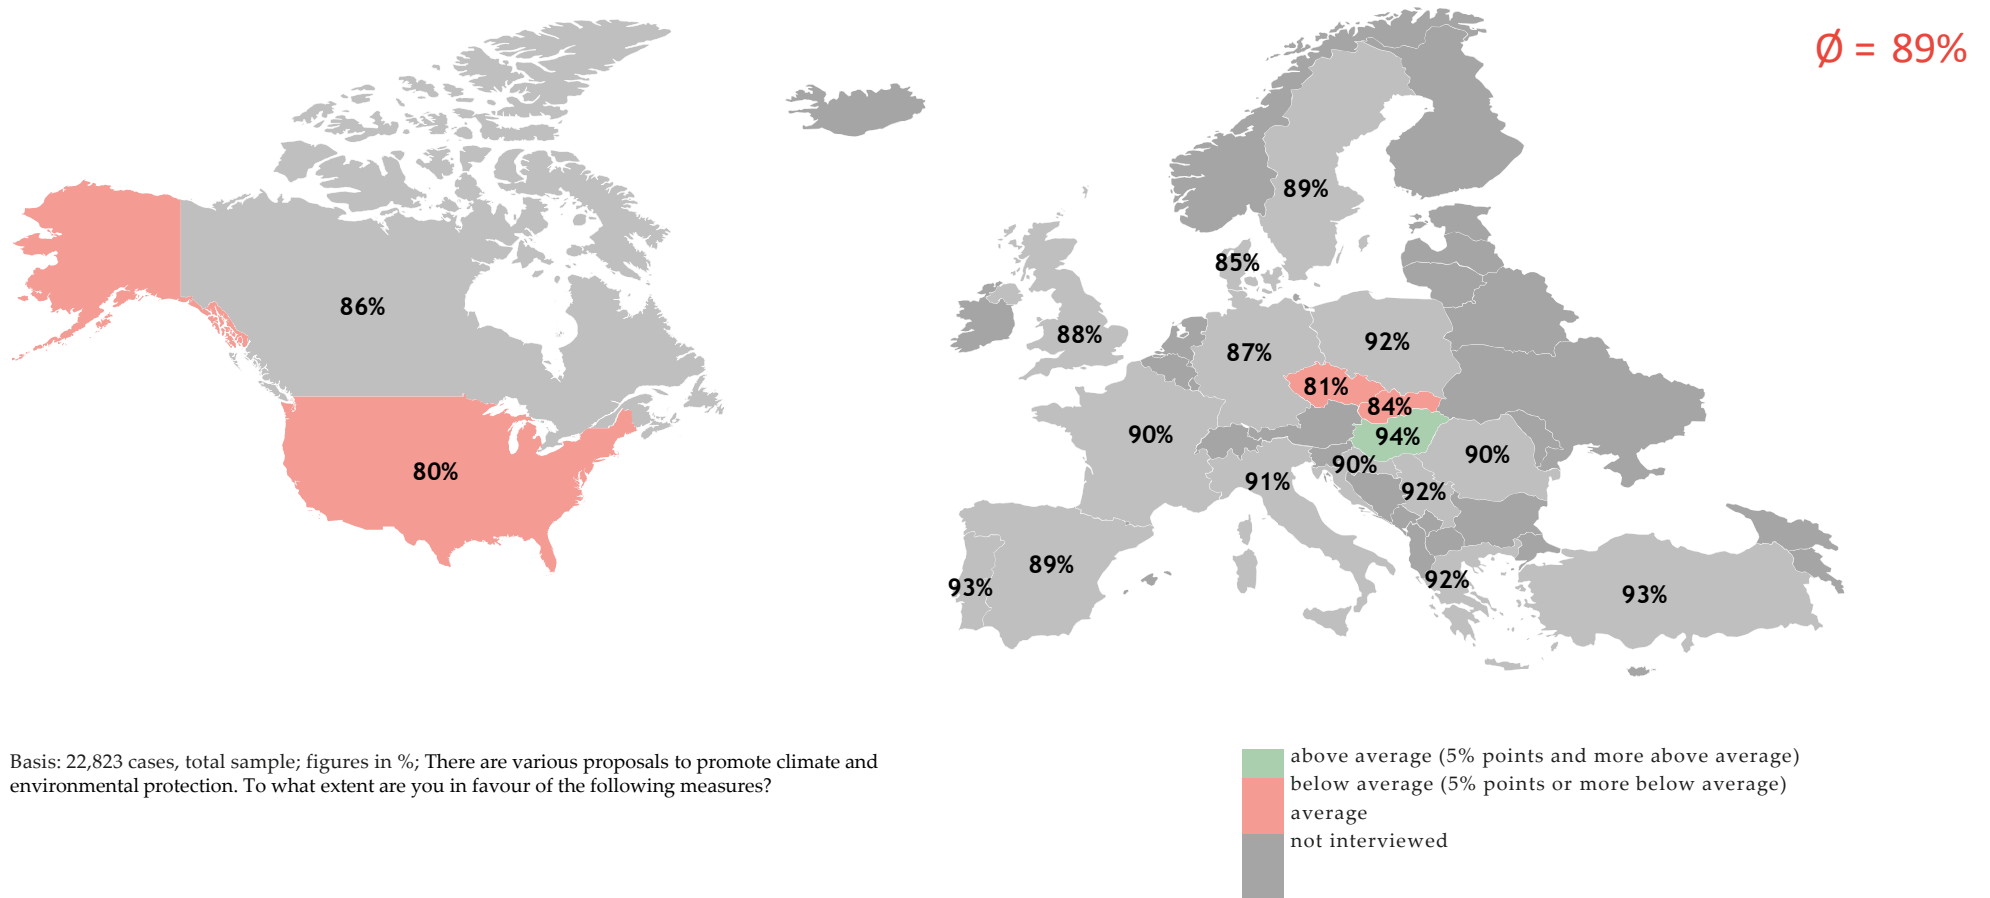 Ø = 89%
89%
85%
86%
88%
87%
92%
81%
84%
90%
94%
90%
90%
91%
80%
92%
89%
93%
92%
93%
Basis: 22,823 cases, total sample; figures in %; There are various proposals to promote climate and
environmental protection. To what extent are you in favour of the following measures?
above average (5% points and more above average)
below average (5% points or more below average)
average
not interviewed